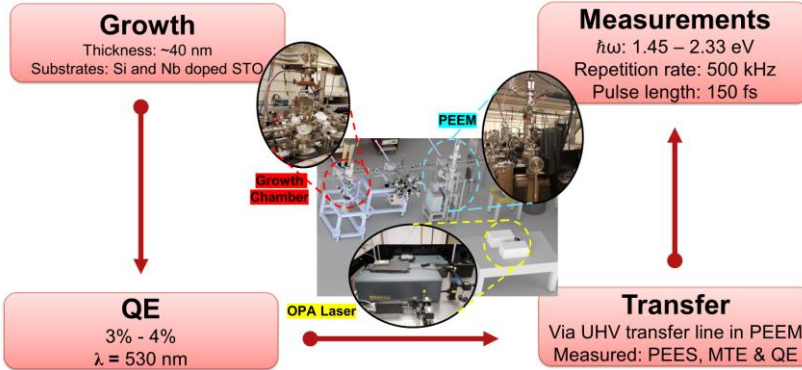 Growth
Thickness: ~40 nm
Substrates: Si and Nb doped STO
Measurements
ℏω: 1.45 – 2.33 eV
Repetition rate: 500 kHz
Pulse length: 150 fs
PEEM
Growth
Chamber
OPA Laser
QE
3% - 4%
λ = 530 nm
Transfer
Via UHV transfer line in PEEM
Measured: PEES, MTE & QE